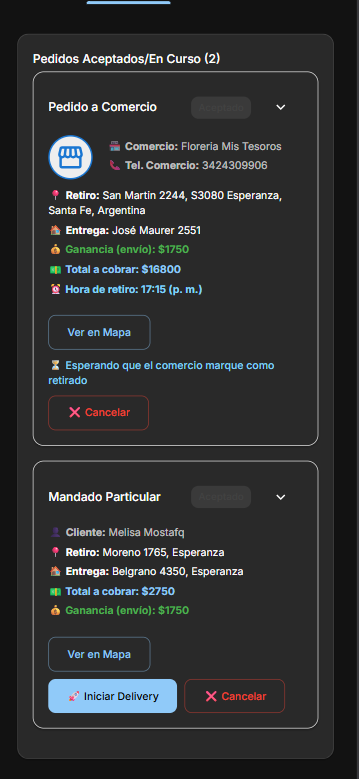 Pedidos Aceptados/En Curso (2)
Pedido a Comercio
Aceptado
Comercio: Floreria Mis Tesoros
Tel. Comercio: 3424309906
Retiro: San Martín 2244, S3080 Esperanza,
Santa Fe, Argentina
Entrega: José Maurer 2551
Ganancia (envío): $1750
Total a cobrar: $16800
Hora de retiro: 17:15 (p. m.)
Ver en Mapa
Esperando que el comercio marque como
retirado
Cancelar
Mandado Particular
Aceptado
Cliente: Melisa Mostafq
Retiro: Moreno 1765, Esperanza
Entrega: Belgrano 4350, Esperanza
Total a cobrar: $2750
Ganancia (envío): $1750
Ver en Mapa
Iniciar Delivery
Cancelar